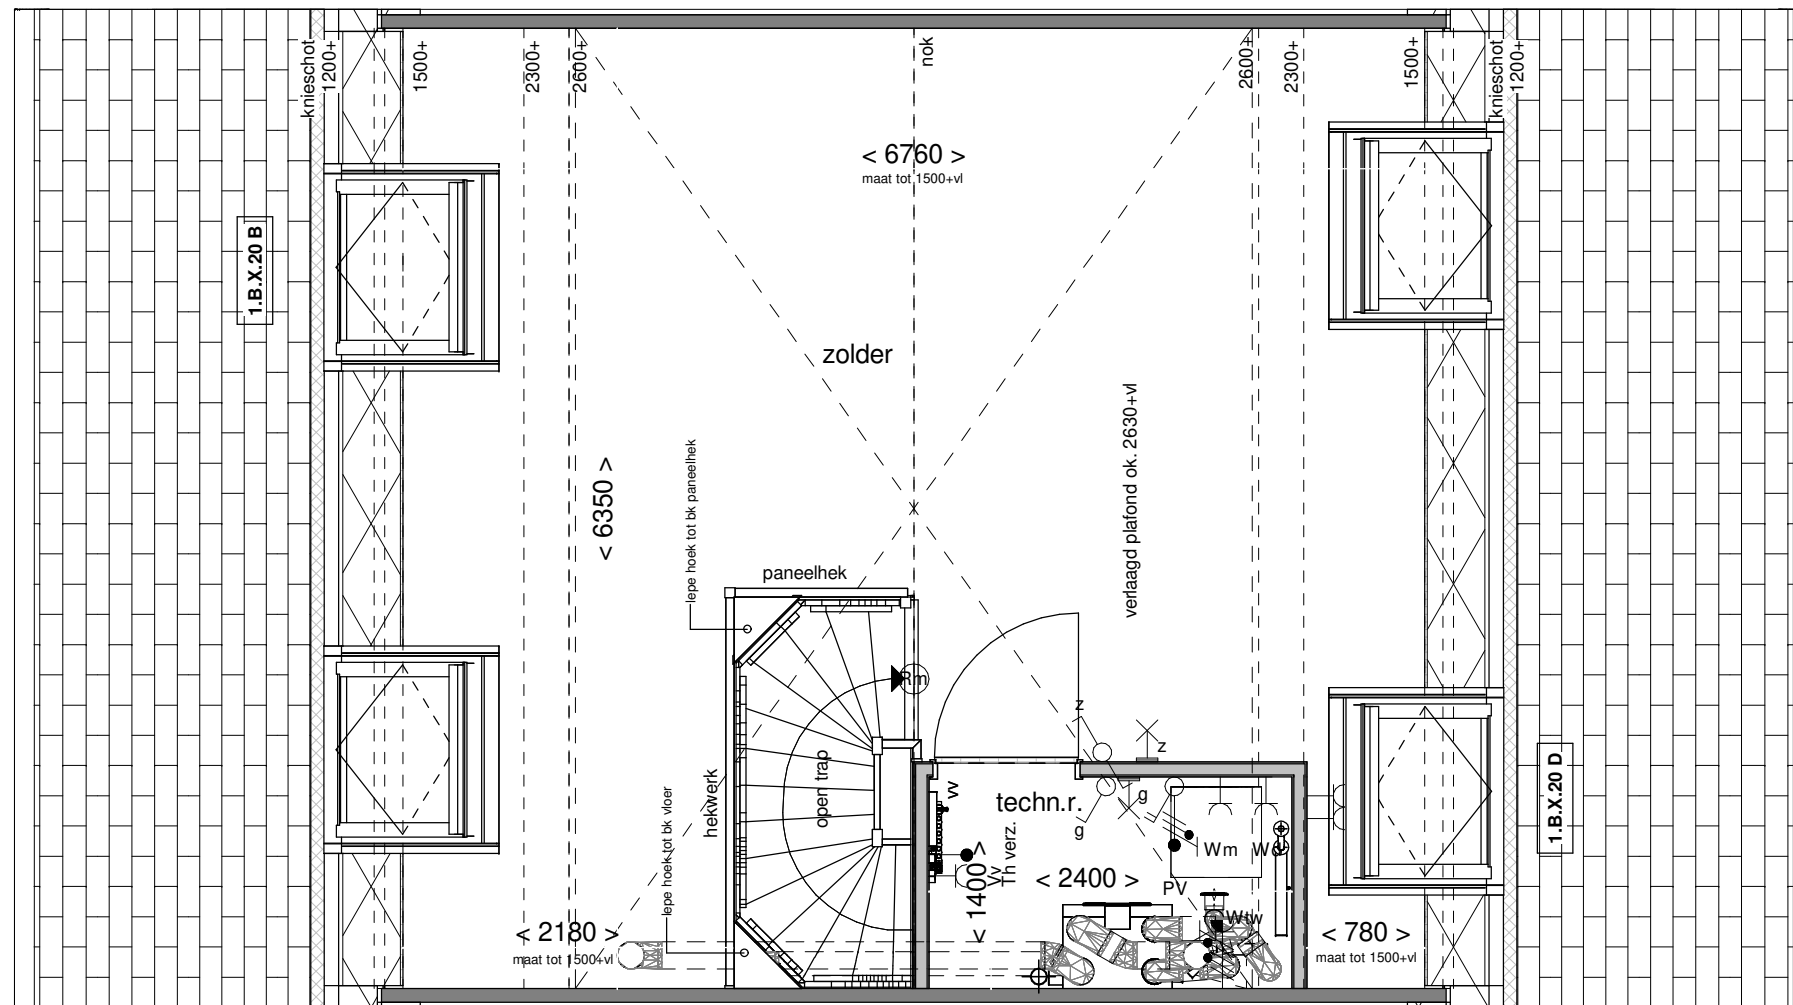 knieschot
1200+
1500+
2300+
2600+
nok
2600+
2300+
1500+
knieschot
1200+
< 6760 >
maat tot 1500+vl
1.B.X.20 B
zolder
verlaagd plafond ok. 2630+vl
< 6350 >
lepe hoek tot bk paneelhek
paneelhek
Rm
z
z
hekwerk
open trap
lepe hoek tot bk vloer
vv
techn.r.
g
g
Th verz.
Vv
Wm
< 1400 >
< 2400 >
PV
Wtw
1.B.X.20 D
< 2180 >
maat tot 1500+vl
< 780 >
maat tot 1500+vl